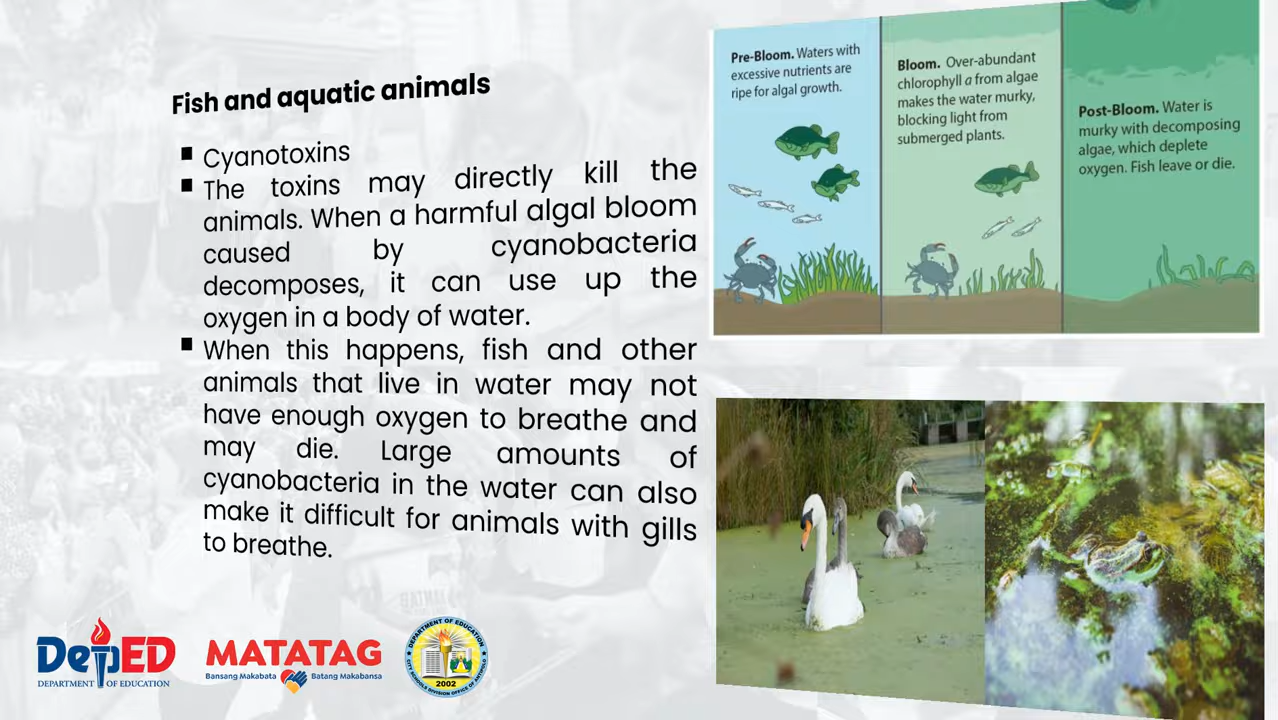 Fish and aquatic animals
▪ Cyanotoxins
▪ The toxins may directly kill the
animals. When a harmful algal bloom
caused by cyanobacteria
decomposes, it can use up the
oxygen in a body of water.
▪ When this happens, fish and other
animals that live in water may not
have enough oxygen to breathe and
may die. Large amounts of
cyanobacteria in the water can also
make it difficult for animals with gills
to breathe.
Pre-Bloom. Waters with
excessive nutrients are
ripe for algal growth.
Bloom. Over-abundant
chlorophyll a from algae
makes the water murky,
blocking light from
submerged plants.
Post-Bloom. Water is
murky with decomposing
algae, which deplete
oxygen. Fish leave or die.
DepED
DEPARTMENT OF EDUCATION
MATATAG
Bansang Makabata Batang Makabansa
DEPARTMENT OF EDUCATION
2002